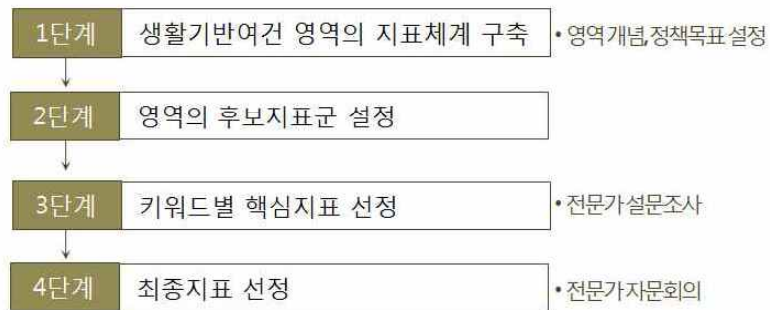 1단계 생활기반여건 영역의 지표체계 구축 • 영역 개념, 정책목표 설정
2단계 영역의 후보지표군 설정
3단계 키워드별 핵심지표 선정 • 전문가 설문조사
4단계 최종지표 선정 • 전문가 자문회의